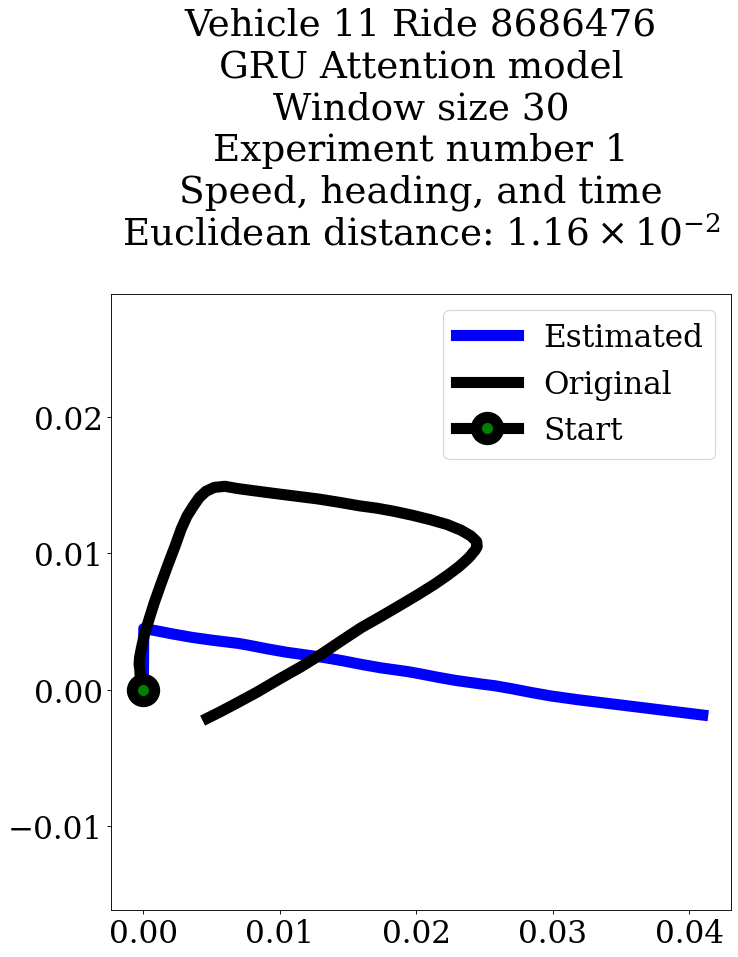 Vehicle 11 Ride 8686476
GRU Attention model
Window size 30
Experiment number 1
Speed, heading, and time
Euclidean distance: 1.16 × 10⁻²
Estimated
Original
Start
0.02
0.01
0.00
−0.01
0.00 0.01 0.02 0.03 0.04